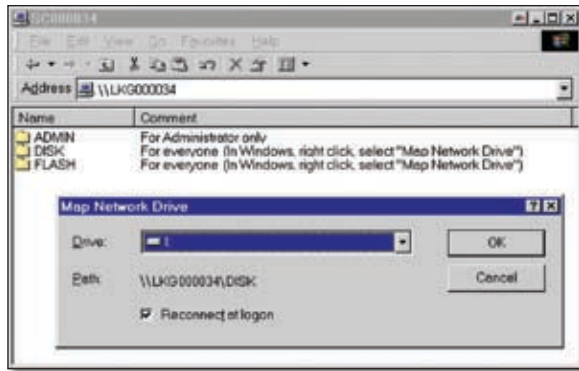 SC000034
File Edit View Go Favorites Help
Address \\LKG000034
Name Comment
ADMIN For Administrator only
DISK For everyone (In Windows, right click, select "Map Network Drive")
FLASH For everyone (In Windows, right click, select "Map Network Drive")
Map Network Drive
Drive:
OK
Path: \\LKG000034\DISK
Cancel
Reconnect at logon